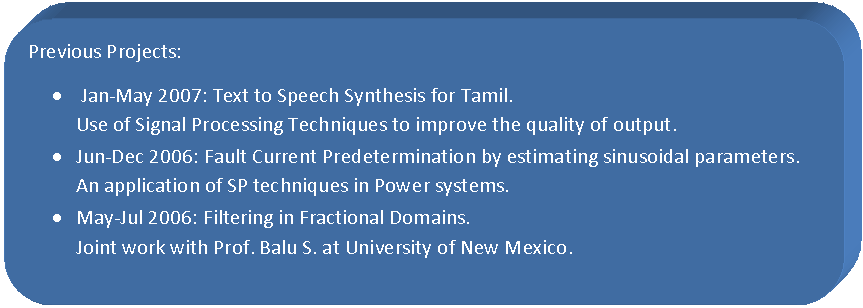 Previous Projects:
• Jan-May 2007: Text to Speech Synthesis for Tamil.
Use of Signal Processing Techniques to improve the quality of output.
• Jun-Dec 2006: Fault Current Predetermination by estimating sinusoidal parameters.
An application of SP techniques in Power systems.
• May-Jul 2006: Filtering in Fractional Domains.
Joint work with Prof. Balu S. at University of New Mexico.